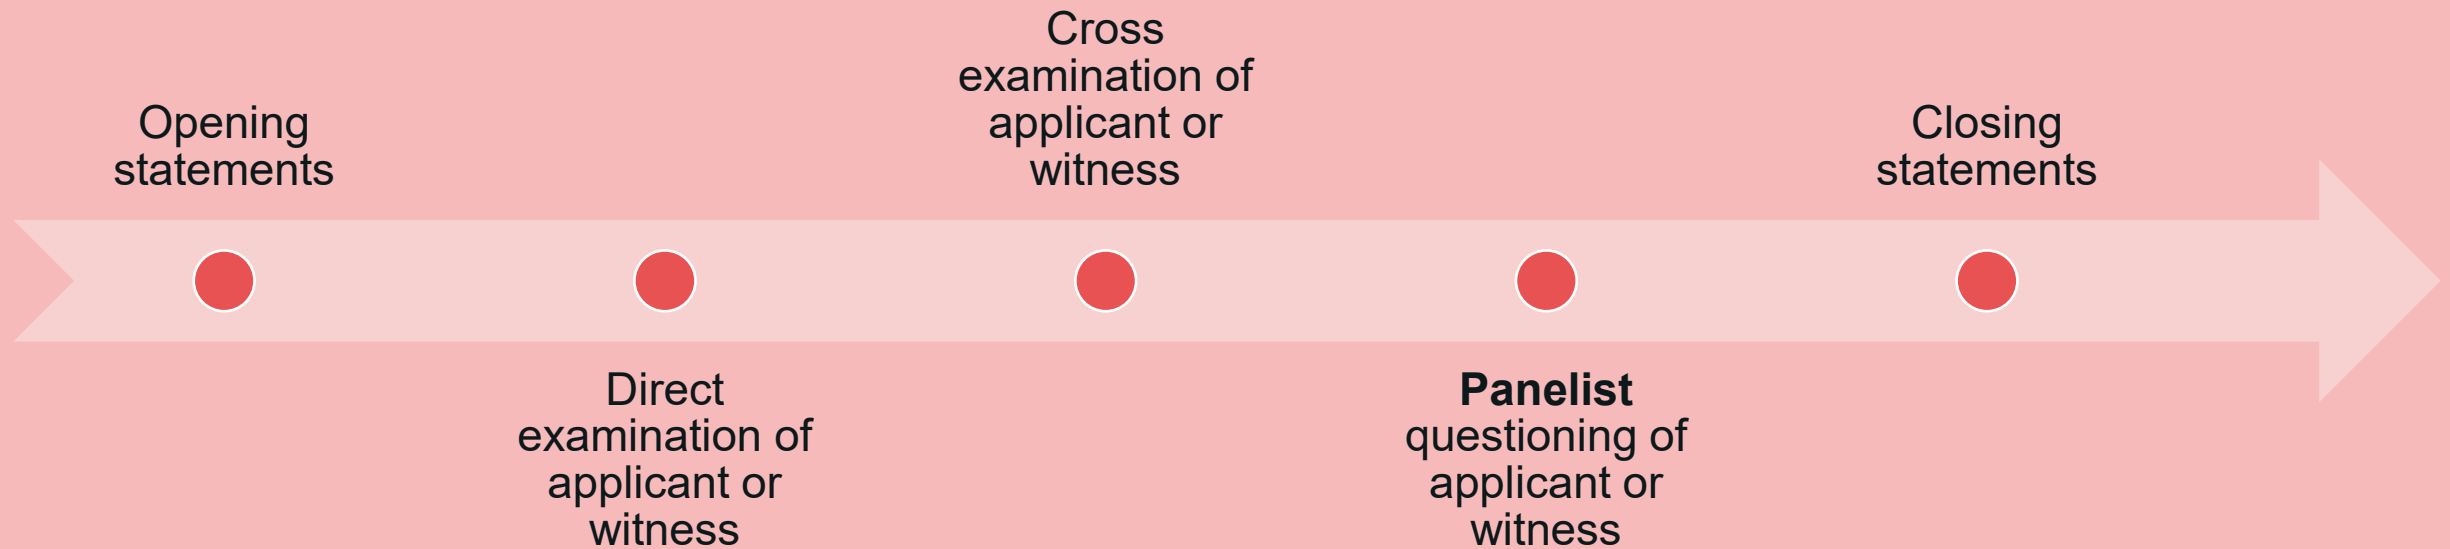 Opening
statements
Direct
examination of
applicant or
witness
Cross
examination of
applicant or
witness
Panelist
questioning of
applicant or
witness
Closing
statements